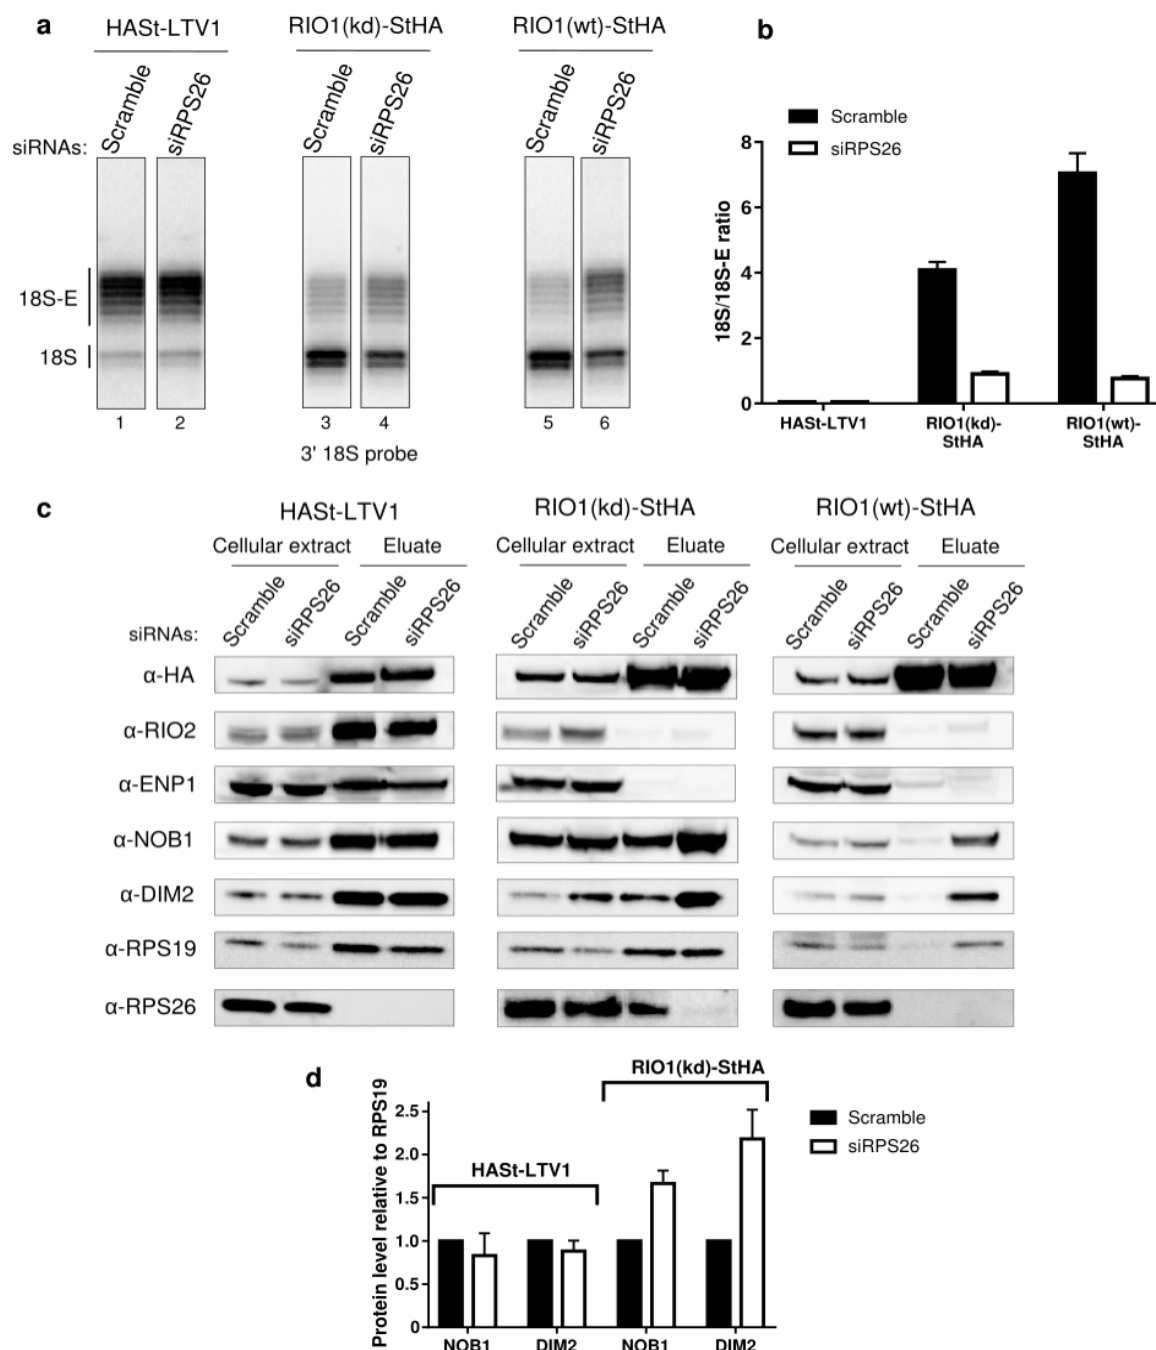 a
HASt-LTV1 RIO1(kd)-StHA RIO1(wt)-StHA
siRNAs: Scramble siRPS26 Scramble siRPS26 Scramble siRPS26
18S-E
18S
1 2 3 4 5 6
3' 18S probe
b
Scramble
siRPS26
18S/18S-E ratio
8
6
4
2
0
HASt-LTV1 RIO1(kd)-StHA RIO1(wt)-StHA
c
HASt-LTV1 RIO1(kd)-StHA RIO1(wt)-StHA
Cellular extract Eluate Cellular extract Eluate Cellular extract Eluate
siRNAs: Scramble siRPS26 Scramble siRPS26 Scramble siRPS26 Scramble siRPS26 Scramble siRPS26 Scramble siRPS26
α-HA
α-RIO2
α-ENP1
α-NOB1
α-DIM2
α-RPS19
α-RPS26
d
RIO1(kd)-StHA
HASt-LTV1
Scramble
siRPS26
Protein level relative to RPS19
2.5
2.0
1.5
1.0
0.5
0
NOB1 DIM2 NOB1 DIM2